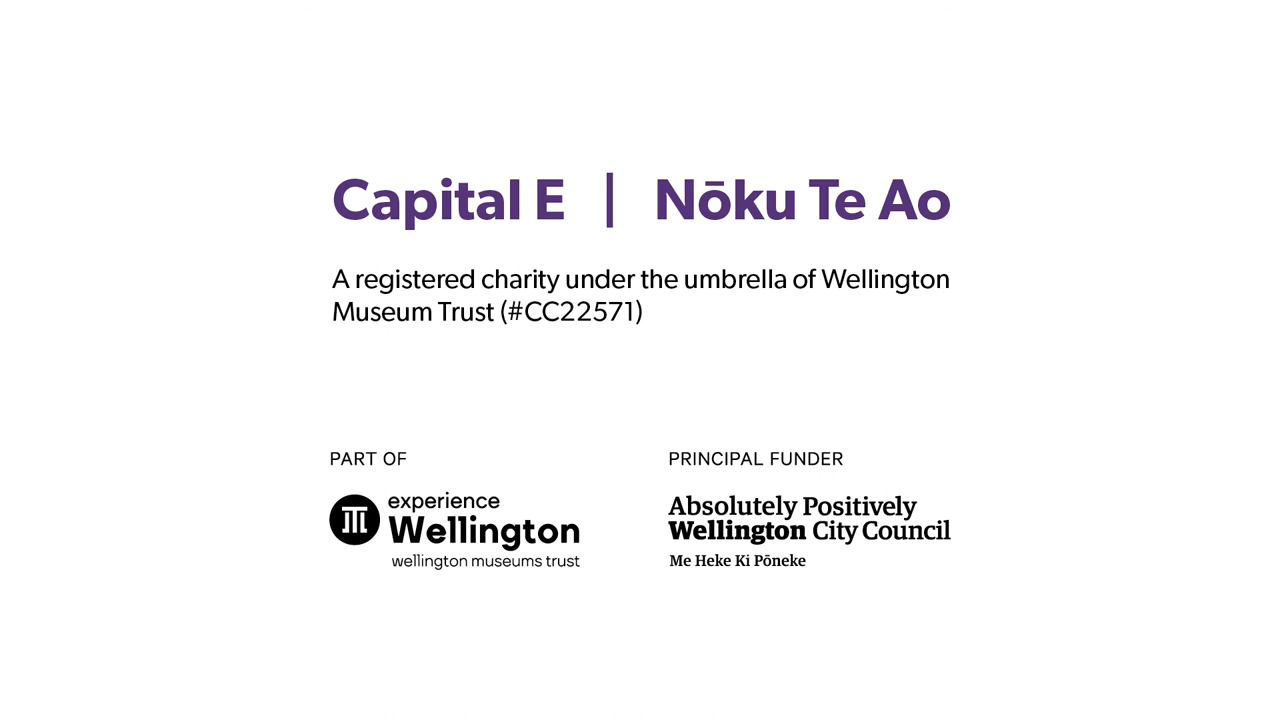 Capital E | Nōku Te Ao
A registered charity under the umbrella of Wellington
Museum Trust (#CC22571)
PART OF
experience
Wellington
wellington museums trust
PRINCIPAL FUNDER
Absolutely Positively
Wellington City Council
Me Heke Ki Pōneke